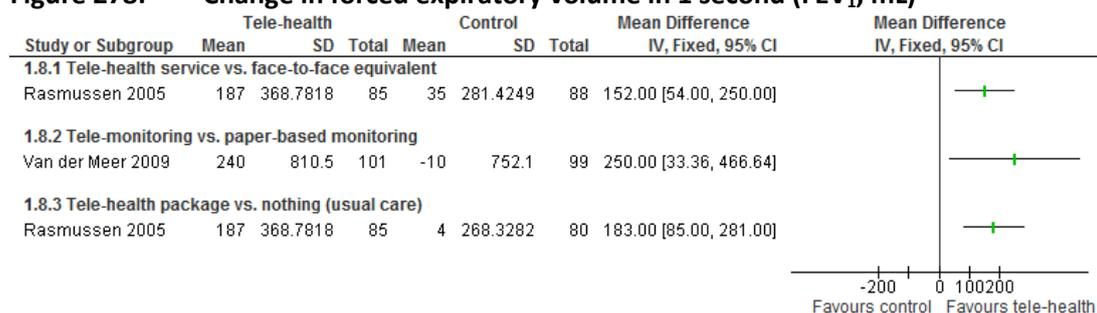 Figure 278: Change in forced expiratory volume in 1 second (FEV1, mL)
Tele-health Control Mean Difference Mean Difference
Study or Subgroup Mean SD Total Mean SD Total IV, Fixed, 95% CI IV, Fixed, 95% CI
1.8.1 Tele-health service vs. face-to-face equivalent
Rasmussen 2005 187 368.7818 85 35 281.4249 88 152.00 [54.00, 250.00]
1.8.2 Tele-monitoring vs. paper-based monitoring
Van der Meer 2009 240 810.5 101 -10 752.1 99 250.00 [33.36, 466.64]
1.8.3 Tele-health package vs. nothing (usual care)
Rasmussen 2005 187 368.7818 85 4 268.3282 80 183.00 [85.00, 281.00]
-200 0 100 200
Favours control Favours tele-health